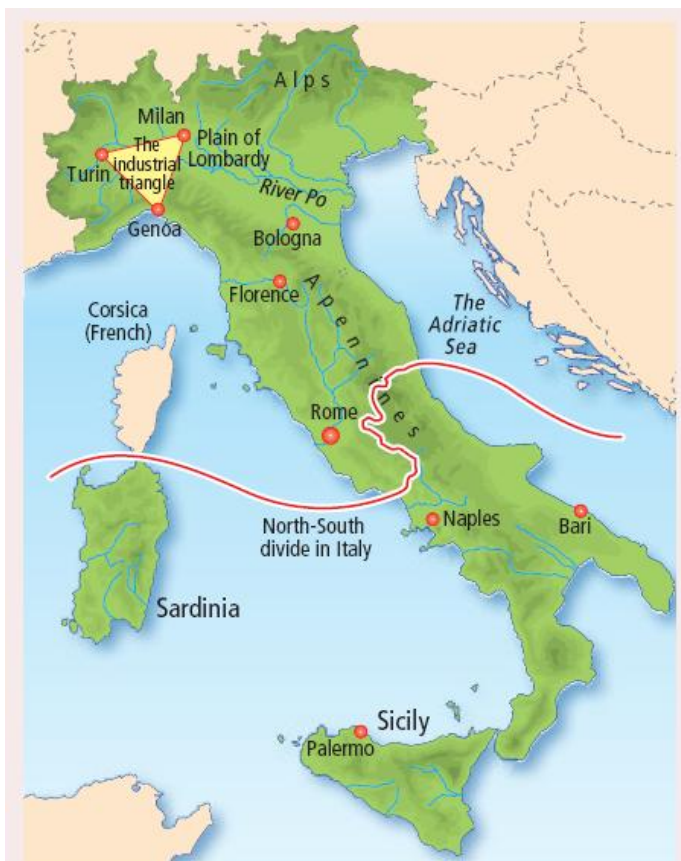 Alps
Milan
Plain of
Lombardy
The
industrial
triangle
Turin
River Po
Genoa
Bologna
Florence
Apennines
Corsica
(French)
The
Adriatic
Sea
Rome
North-South
divide in Italy
Naples
Bari
Sardinia
Sicily
Palermo